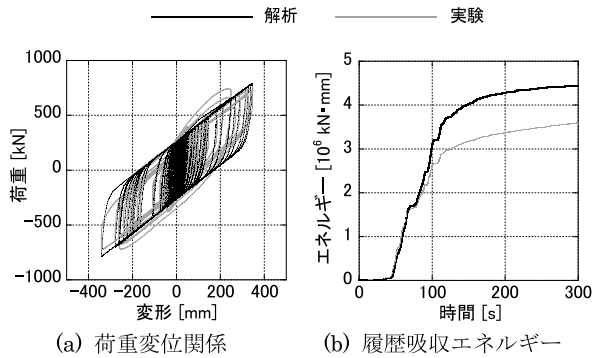 解析 実験
1000
500
0
−500
−1000
荷重 [kN]
−400 −200 0 200 400
変形 [mm]
(a) 荷重変位関係
5
4
3
2
1
0
エネルギー [10⁶ kN・mm]
0 100 200 300
時間 [s]
(b) 履歴吸収エネルギー